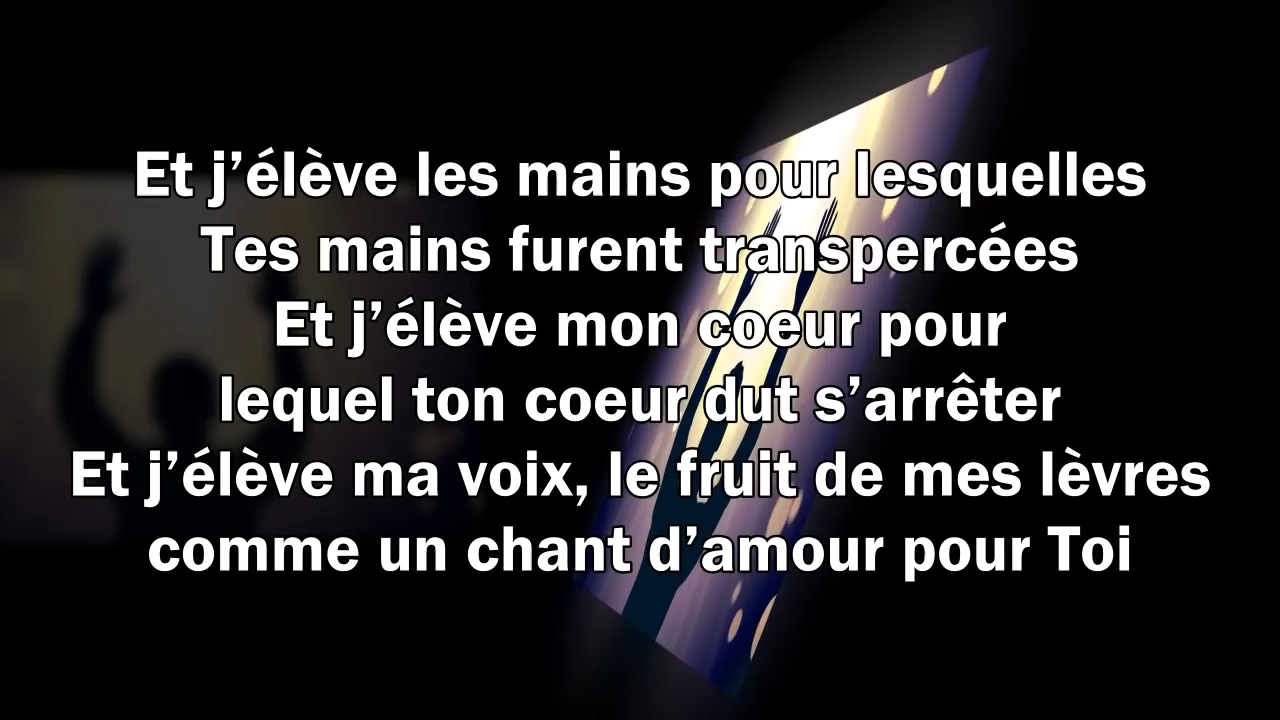 Et j’élève les mains pour lesquelles
Tes mains furent transpercées
Et j’élève mon coeur pour
lequel ton coeur dut s’arrêter
Et j’élève ma voix, le fruit de mes lèvres
comme un chant d’amour pour Toi